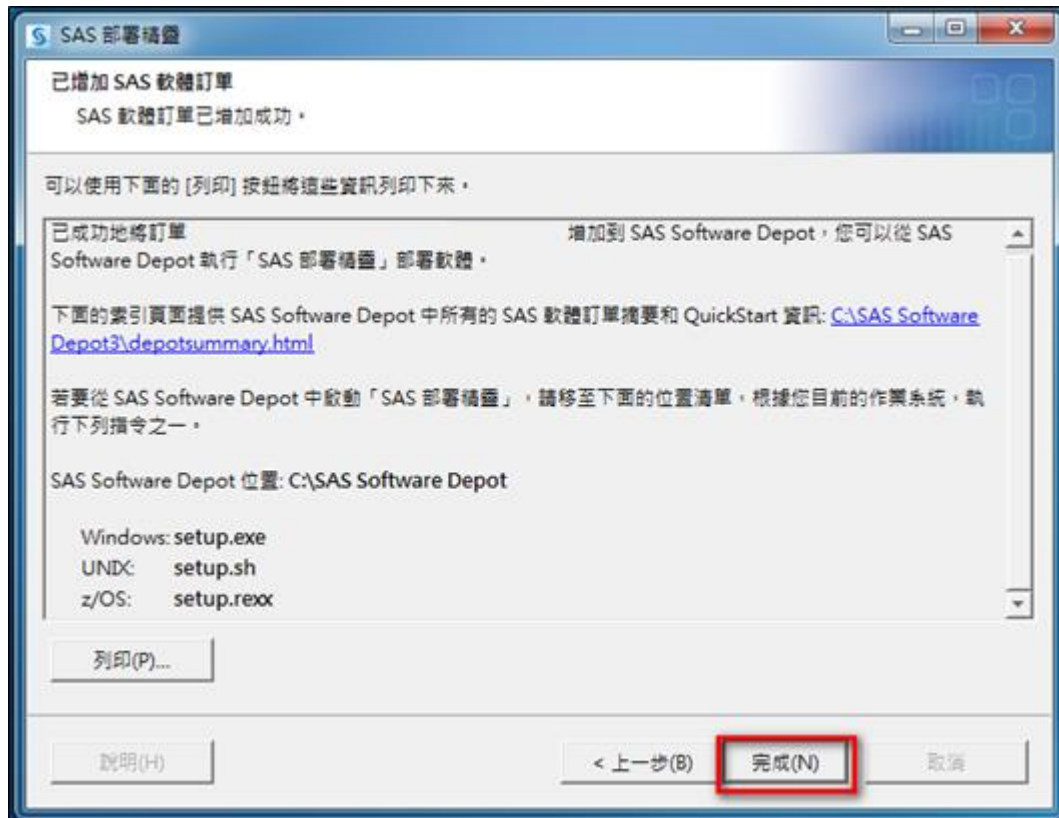 SAS 部署精靈
已增加 SAS 軟體訂單
SAS 軟體訂單已增加成功。
可以使用下面的 [列印] 按鈕將這些資訊列印下來。
已成功地將訂單 增加到 SAS Software Depot，您可以從 SAS
Software Depot 執行「SAS 部署精靈」部署軟體。
下面的索引頁面提供 SAS Software Depot 中所有的 SAS 軟體訂單摘要和 QuickStart 資訊: C:\SAS Software
Depot3\depotsummary.html
若要從 SAS Software Depot 中啟動「SAS 部署精靈」，請移至下面的位置清單，根據您目前的作業系統，執
行下列指令之一。
SAS Software Depot 位置: C:\SAS Software Depot
Windows: setup.exe
UNIX: setup.sh
z/OS: setup.rexx
列印(P)...
說明(H)
< 上一步(B)
完成(N)
取消